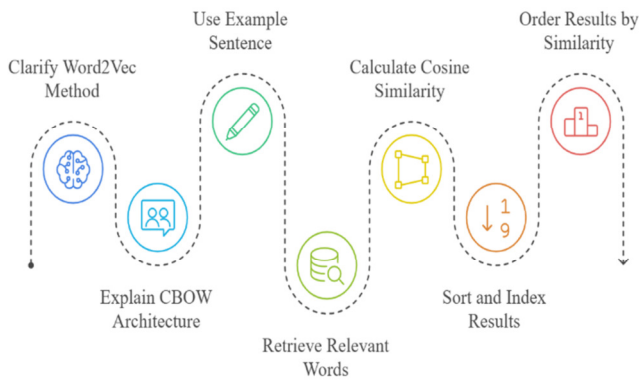 Clarify Word2Vec
Method
Explain CBOW
Architecture
Use Example
Sentence
Retrieve Relevant
Words
Calculate Cosine
Similarity
1
9
Sort and Index
Results
Order Results by
Similarity
1